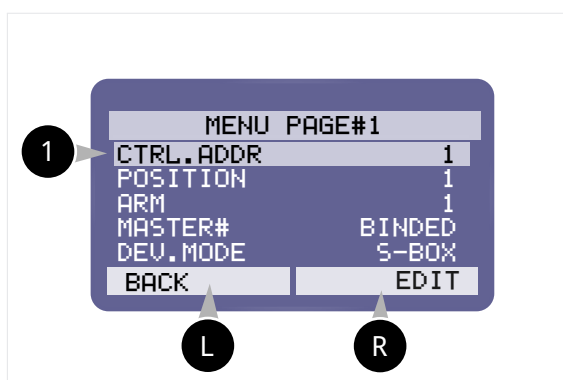 MENU PAGE#1
1
CTRL.ADDR 1
POSITION 1
ARM 1
MASTER# BINDED
DEV.MODE S-BOX
BACK EDIT
L R